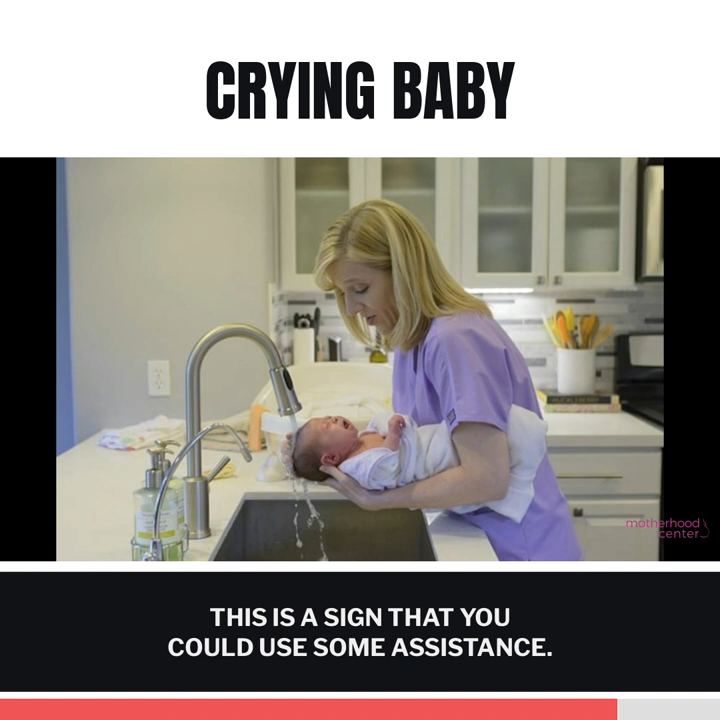 CRYING BABY
motherhood
center
THIS IS A SIGN THAT YOU
COULD USE SOME ASSISTANCE.